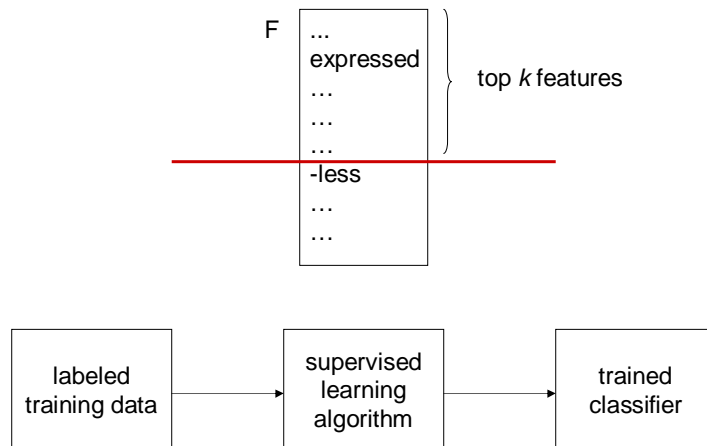 F
...
expressed
…
…
…
-less
…
…
top k features
labeled
training data
supervised
learning
algorithm
trained
classifier